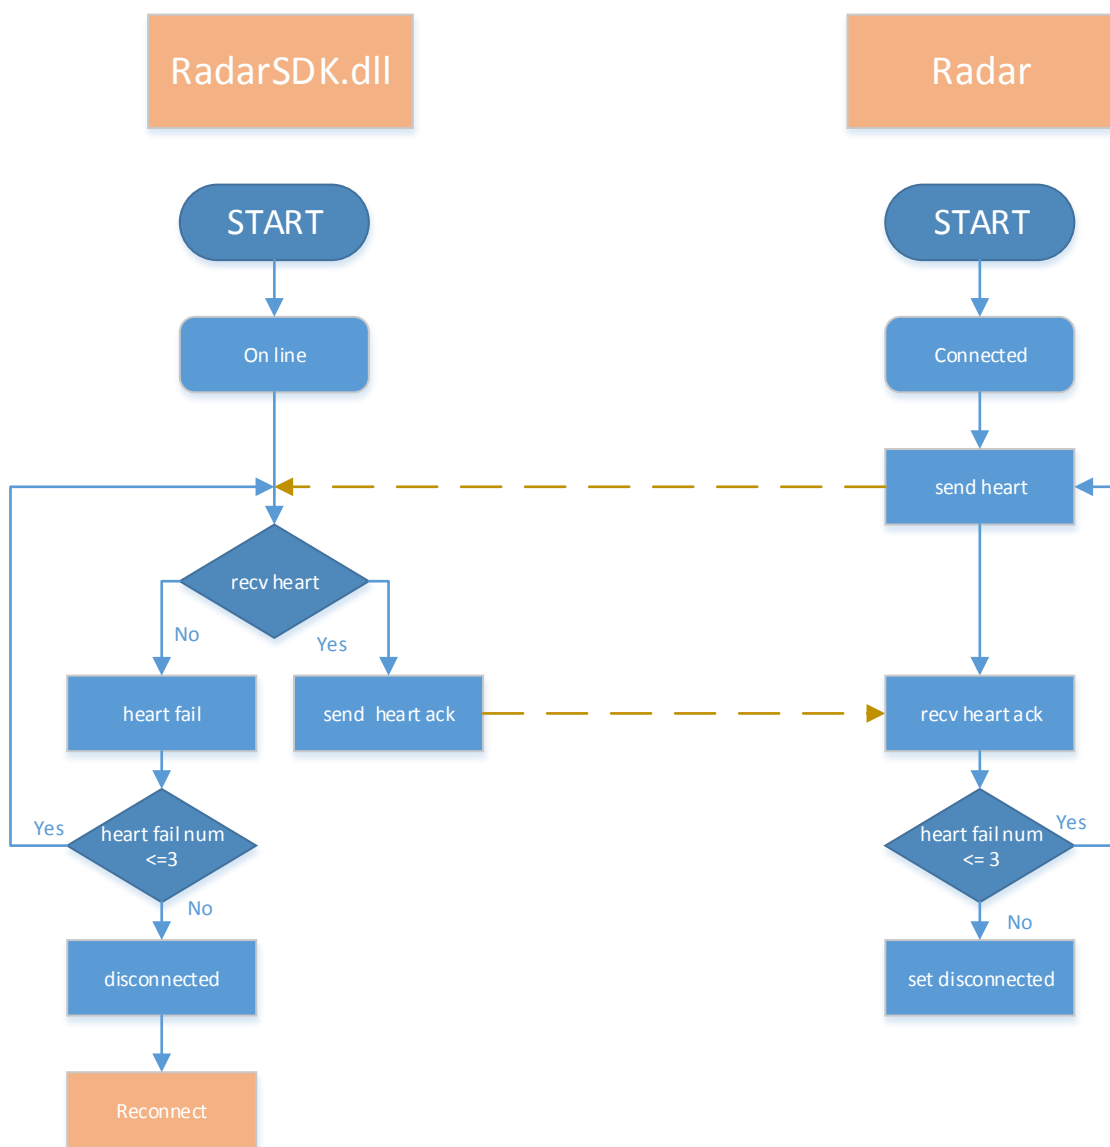 RadarSDK.dll
Radar
START
START
On line
Connected
send heart
recv heart
No
Yes
heart fail
send heart ack
recv heart ack
Yes
heart fail num
<=3
heart fail num
<= 3
Yes
No
No
disconnected
set disconnected
Reconnect